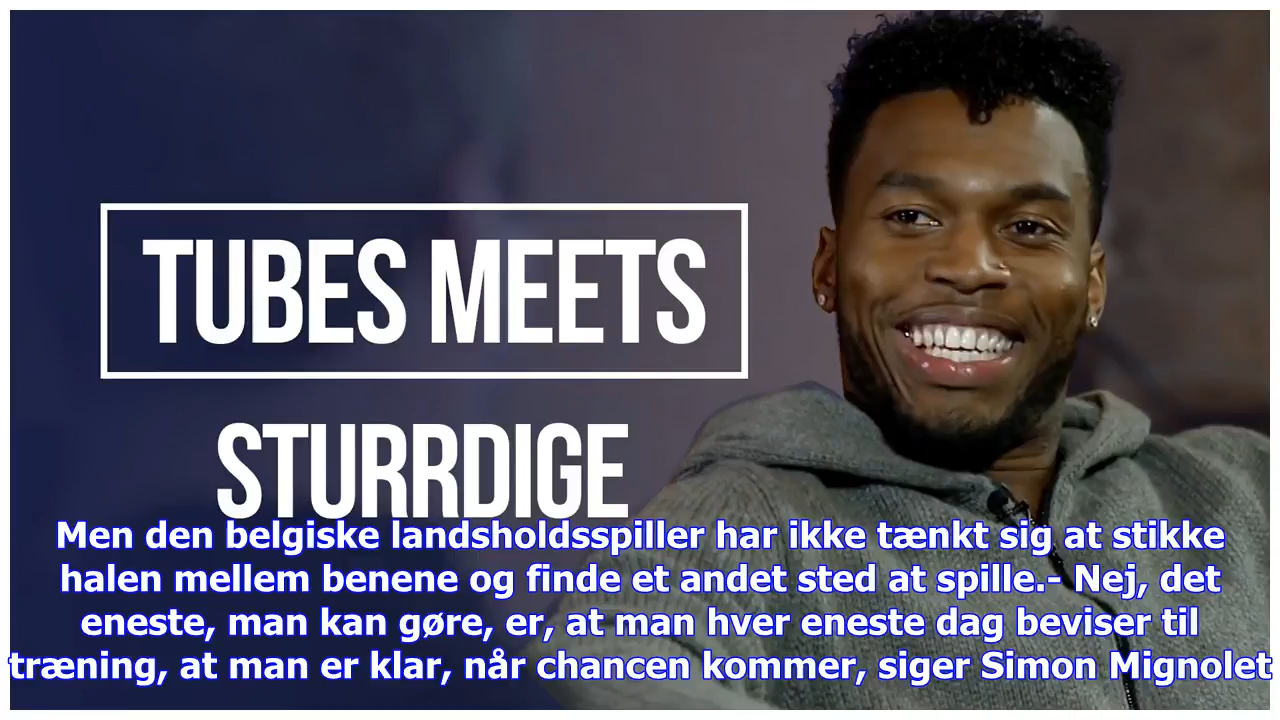 TUBES MEETS
STURRDIGE
Men den belgiske landsholdsspiller har ikke tænkt sig at stikke
halen mellem benene og finde et andet sted at spille.- Nej, det
eneste, man kan gøre, er, at man hver eneste dag beviser til
træning, at man er klar, når chancen kommer, siger Simon Mignolet